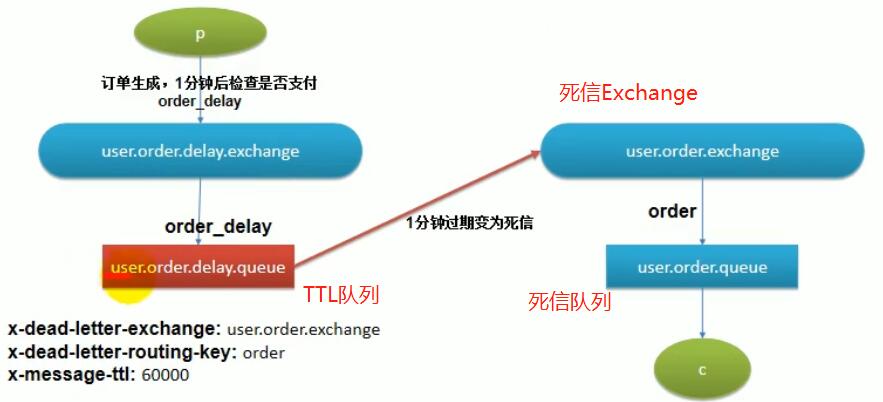 p
订单生成，1分钟后检查是否支付
order_delay
user.order.delay.exchange
order_delay
user.order.delay.queue
TTL队列
x-dead-letter-exchange: user.order.exchange
x-dead-letter-routing-key: order
x-message-ttl: 60000
1分钟过期变为死信
死信Exchange
user.order.exchange
order
user.order.queue
死信队列
c